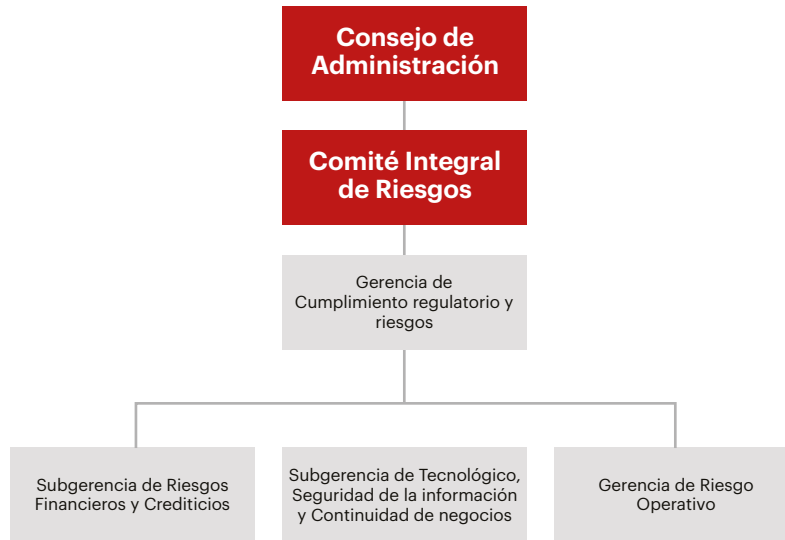 Consejo de
Administración
Comité Integral
de Riesgos
Gerencia de
Cumplimiento regulatorio y
riesgos
Subgerencia de Riesgos
Financieros y Crediticios
Subgerencia de Tecnológico,
Seguridad de la información
y Continuidad de negocios
Gerencia de Riesgo
Operativo